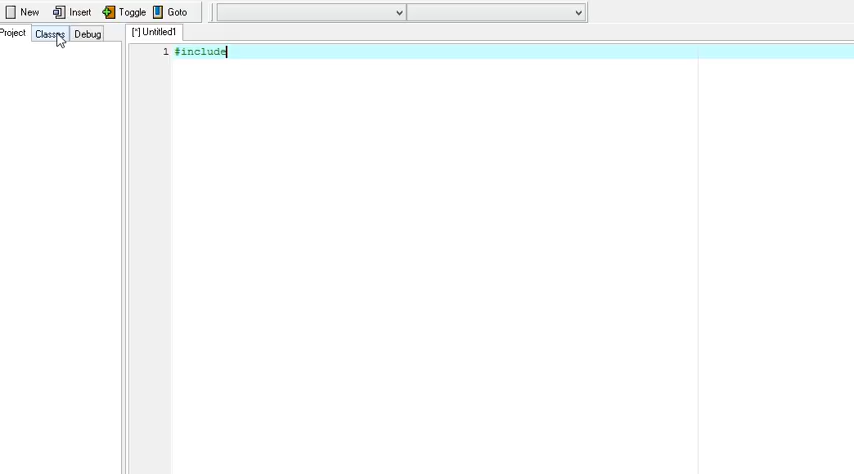 New Insert Toggle Goto
Project Classes Debug [*] Untitled1
1 #include